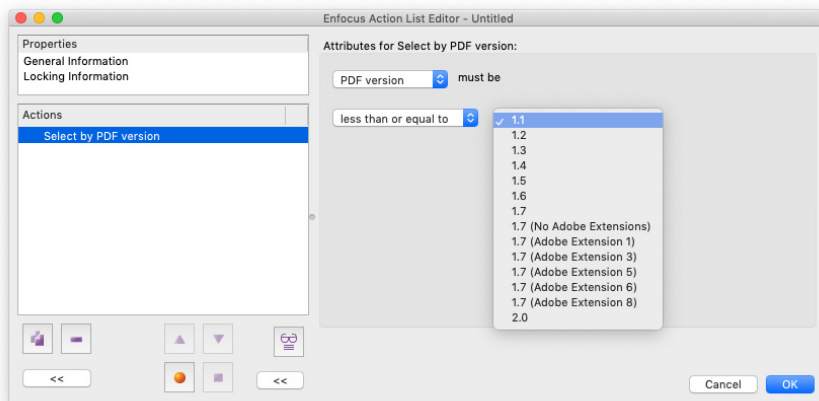 Enfocus Action List Editor - Untitled
Properties
General Information
Locking Information
Actions
Select by PDF version
<<
<<
Attributes for Select by PDF version:
PDF version must be
less than or equal to
1.1
1.2
1.3
1.4
1.5
1.6
1.7
1.7 (No Adobe Extensions)
1.7 (Adobe Extension 1)
1.7 (Adobe Extension 3)
1.7 (Adobe Extension 5)
1.7 (Adobe Extension 6)
1.7 (Adobe Extension 8)
2.0
Cancel
OK